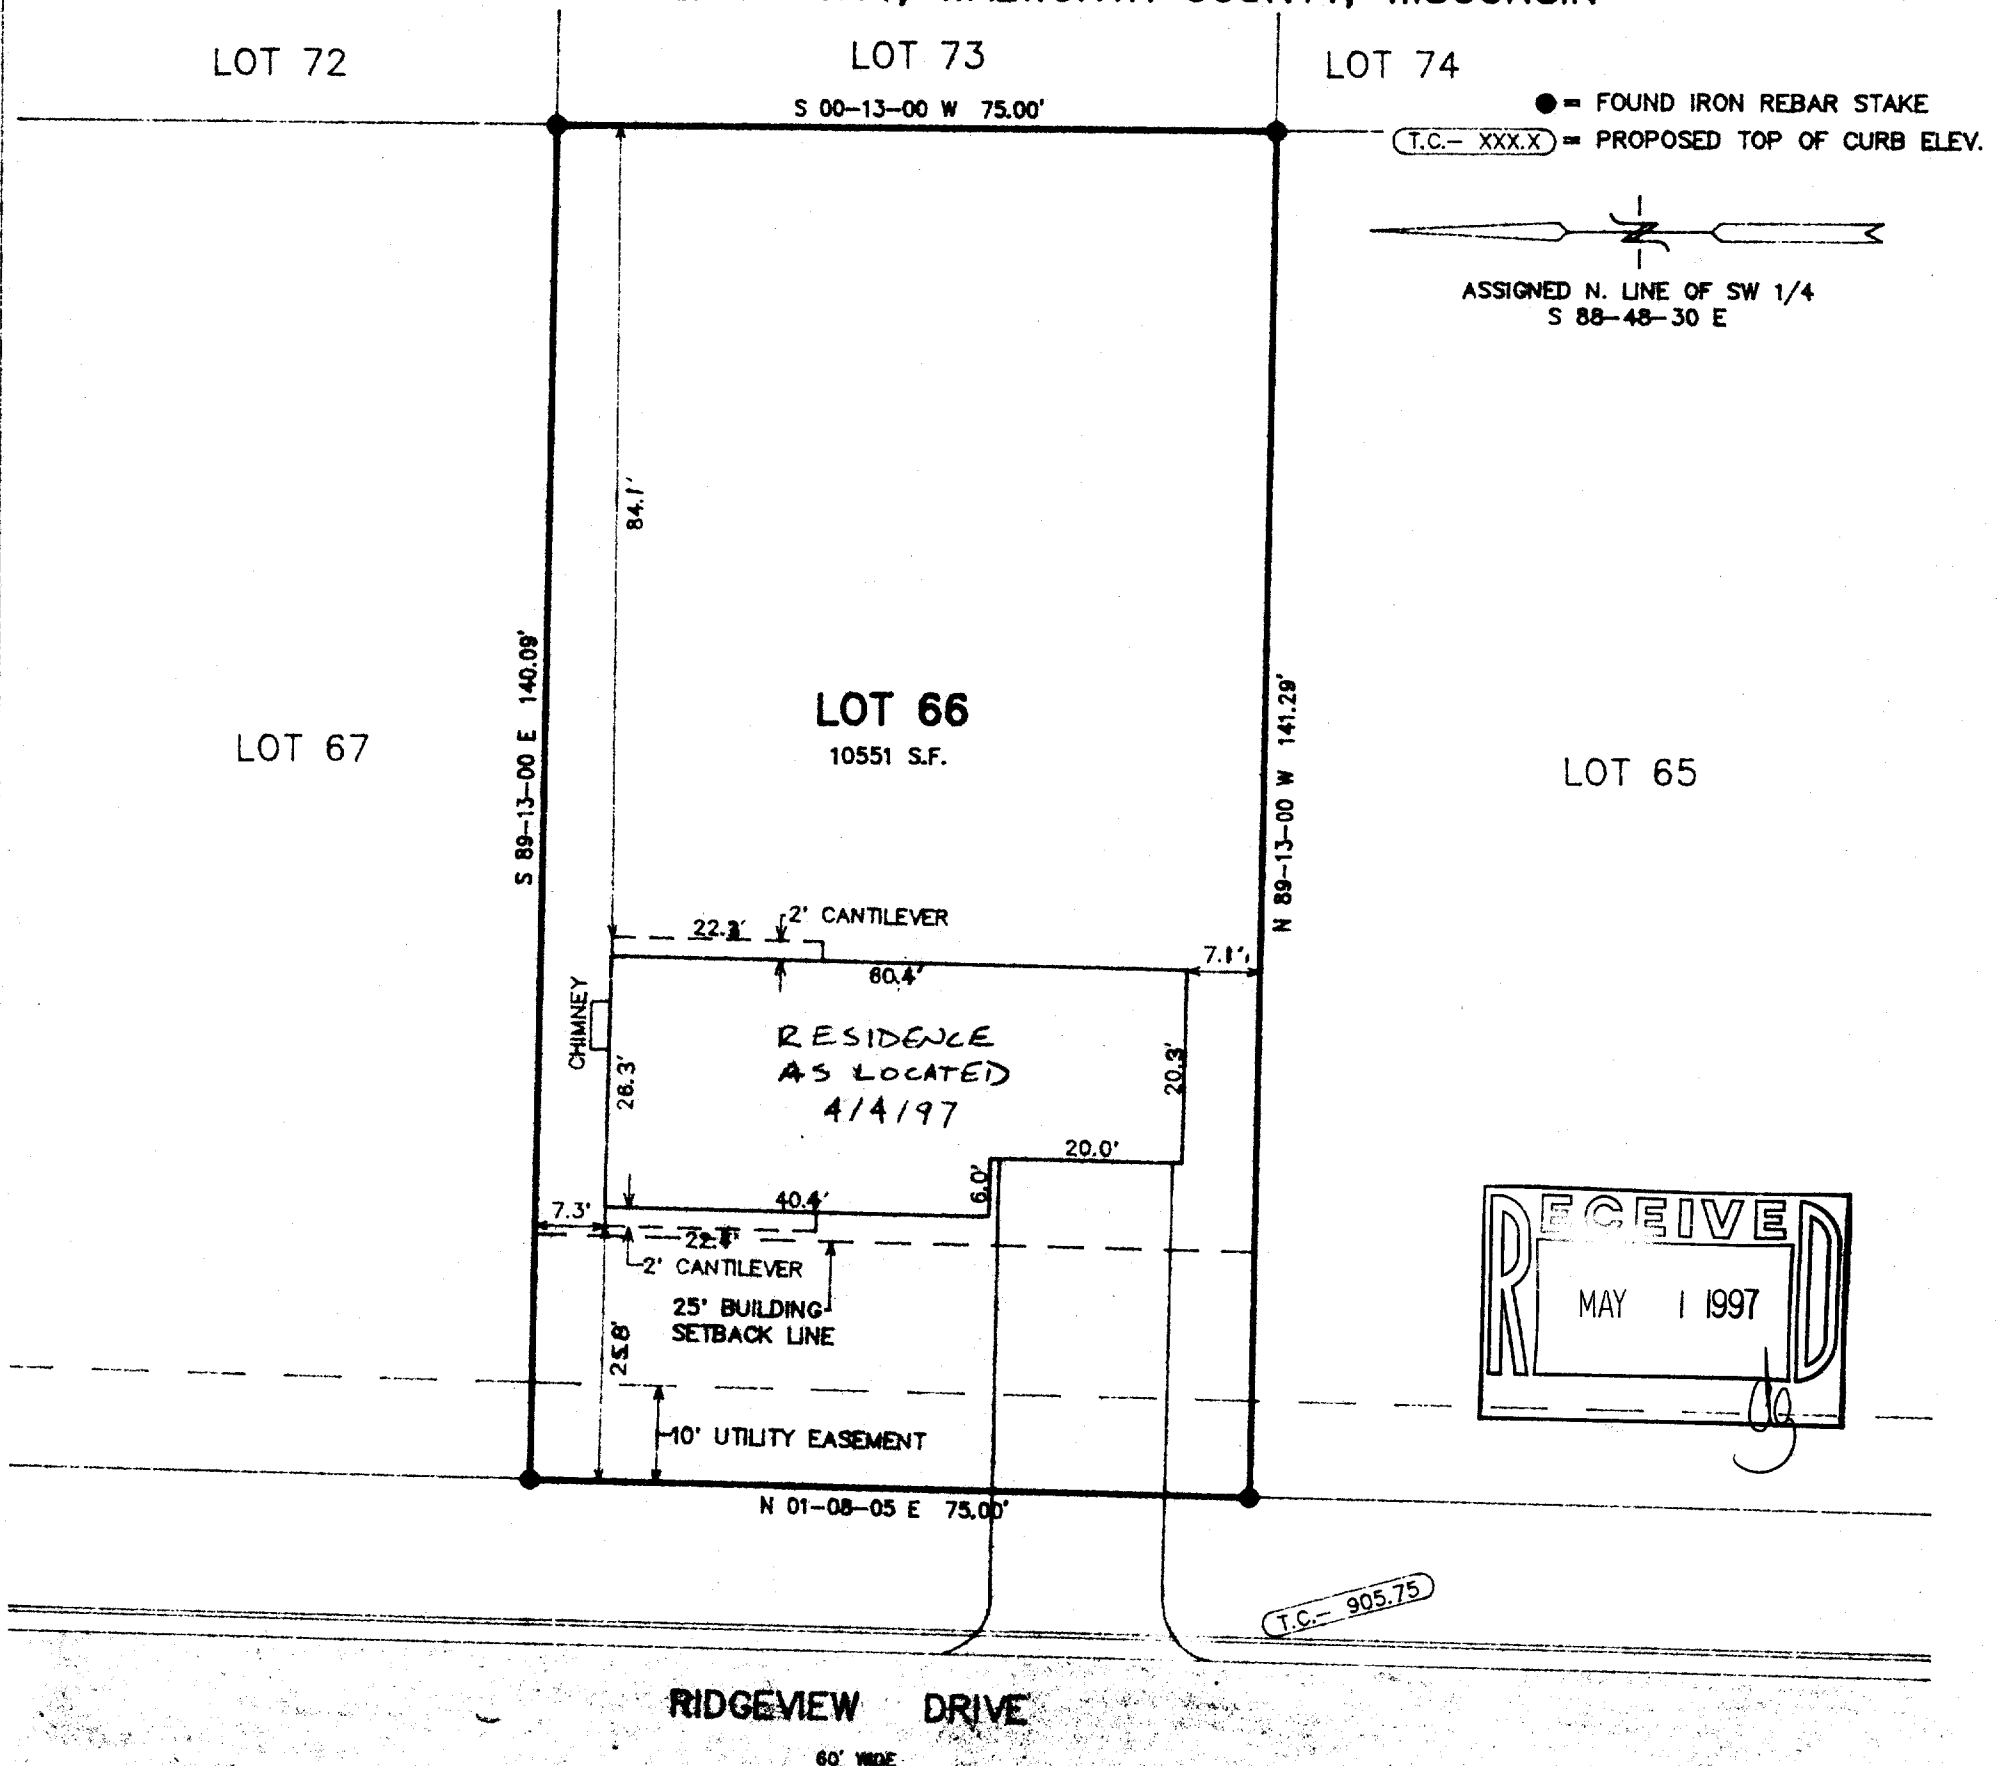 WALWORTH COUNTY, WISCONSIN
LOT 72
LOT 73
LOT 74
S 00-13-00 W 75.00'
● = FOUND IRON REBAR STAKE
T.C.- XXX.X = PROPOSED TOP OF CURB ELEV.
N
ASSIGNED N. LINE OF SW 1/4
S 88-48-30 E
84.1'
S 89-13-00 E 140.09'
N 89-13-00 W 141.29'
LOT 67
LOT 66
10551 S.F.
LOT 65
2' CANTILEVER
60.4'
7.1'
CHIMNEY
26.3'
RESIDENCE
AS LOCATED
4/4/97
20.3'
20.0'
6.0'
40.4'
7.3'
2' CANTILEVER
25' BUILDING
SETBACK LINE
25.8'
10' UTILITY EASEMENT
N 01-08-05 E 75.00'
RECEIVED
MAY 1 1997
T.C.- 905.75
RIDGEVIEW DRIVE
60' WIDE